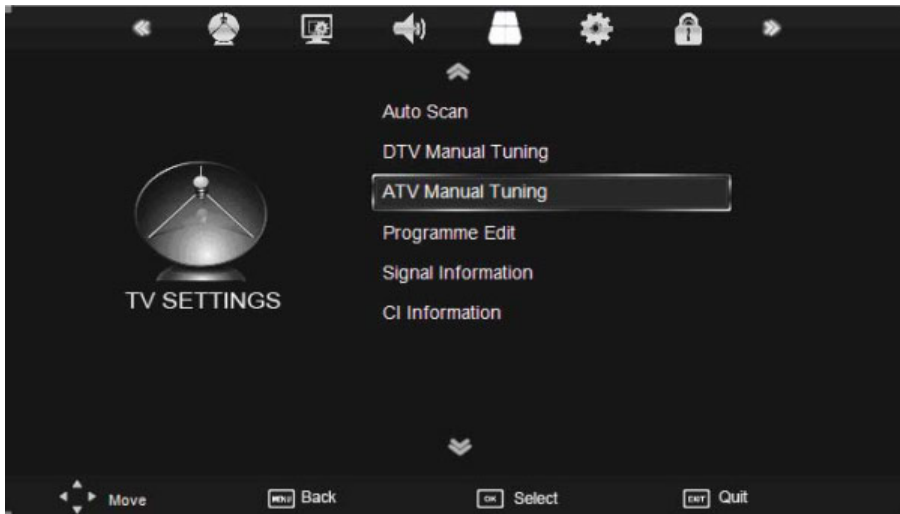 Auto Scan
DTV Manual Tuning
ATV Manual Tuning
Programme Edit
Signal Information
CI Information
TV SETTINGS
Move MENU Back OK Select EXIT Quit